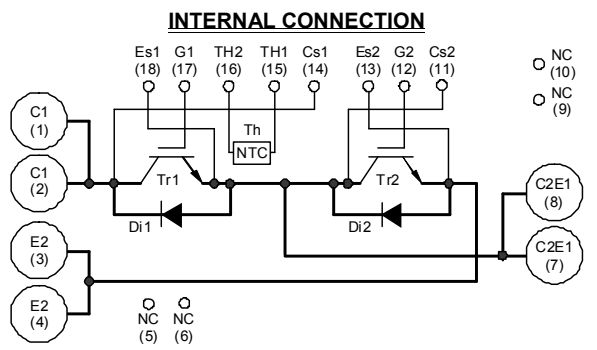 INTERNAL CONNECTION
Es1 G1 TH2 TH1 Cs1 Es2 G2 Cs2
(18) (17) (16) (15) (14) (13) (12) (11)
NC
(10)
NC
(9)
C1
(1)
Th
NTC
C1
(2)
Tr1
Tr2
C2E1
(8)
Di1
Di2
E2
(3)
C2E1
(7)
E2
(4)
NC NC
(5) (6)